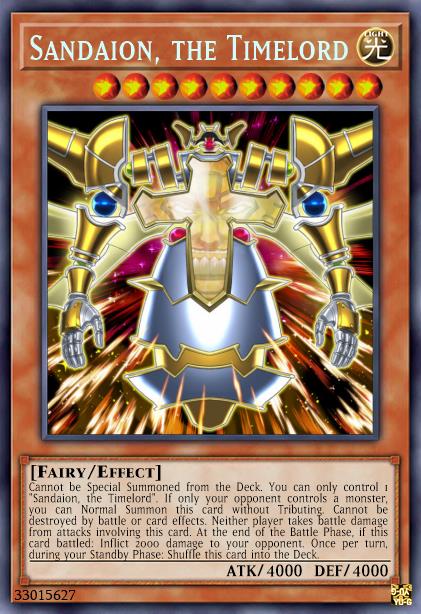 SANDAION, THE TIMELORD
LIGHT
光
[FAIRY/EFFECT]
Cannot be Special Summoned from the Deck. You can only control 1
"Sandaion, the Timelord". If only your opponent controls a monster,
you can Normal Summon this card without Tributing. Cannot be
destroyed by battle or card effects. Neither player takes battle damage
from attacks involving this card. At the end of the Battle Phase, if this
card battled: Inflict 2000 damage to your opponent. Once per turn,
during your Standby Phase: Shuffle this card into the Deck.
ATK/4000 DEF/4000
33015627